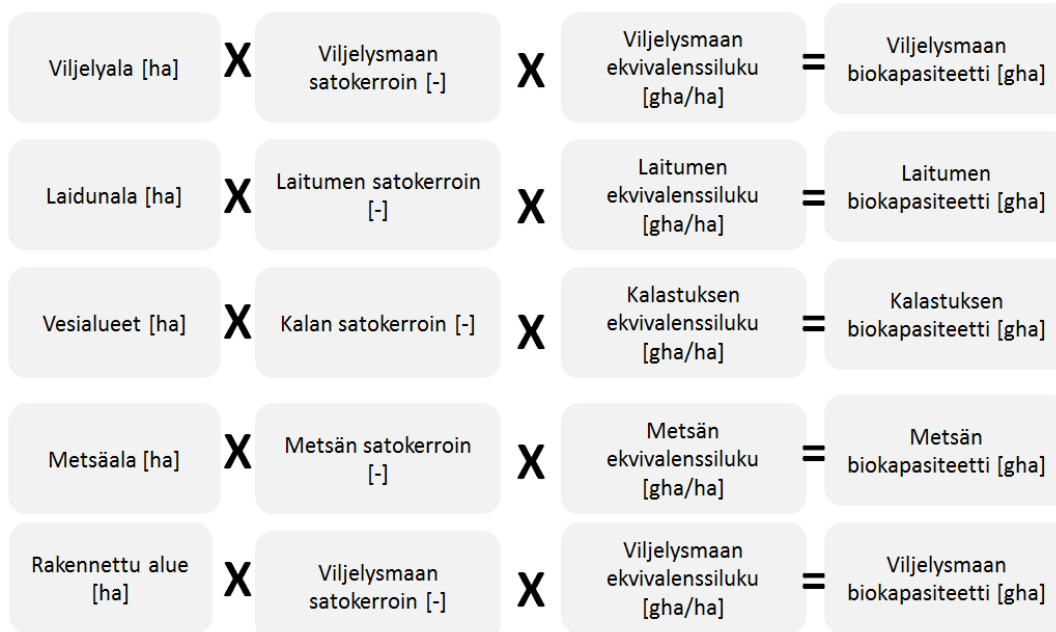 Viljelyala [ha]
X
Viljelysmaan
satokerroin [-]
X
Viljelysmaan
ekvivalenssiluku
[gha/ha]
=
Viljelysmaan
biokapasiteetti [gha]
Laidunala [ha]
X
Laitumen satokerroin
[-]
X
Laitumen
ekvivalenssiluku
[gha/ha]
=
Laitumen
biokapasiteetti [gha]
Vesialueet [ha]
X
Kalan satokerroin [-]
X
Kalastuksen
ekvivalenssiluku
[gha/ha]
=
Kalastuksen
biokapasiteetti [gha]
Metsäala [ha]
X
Metsän satokerroin
[-]
X
Metsän
ekvivalenssiluku
[gha/ha]
=
Metsän
biokapasiteetti [gha]
Rakennettu alue
[ha]
X
Viljelysmaan
satokerroin [-]
X
Viljelysmaan
ekvivalenssiluku
[gha/ha]
=
Viljelysmaan
biokapasiteetti [gha]